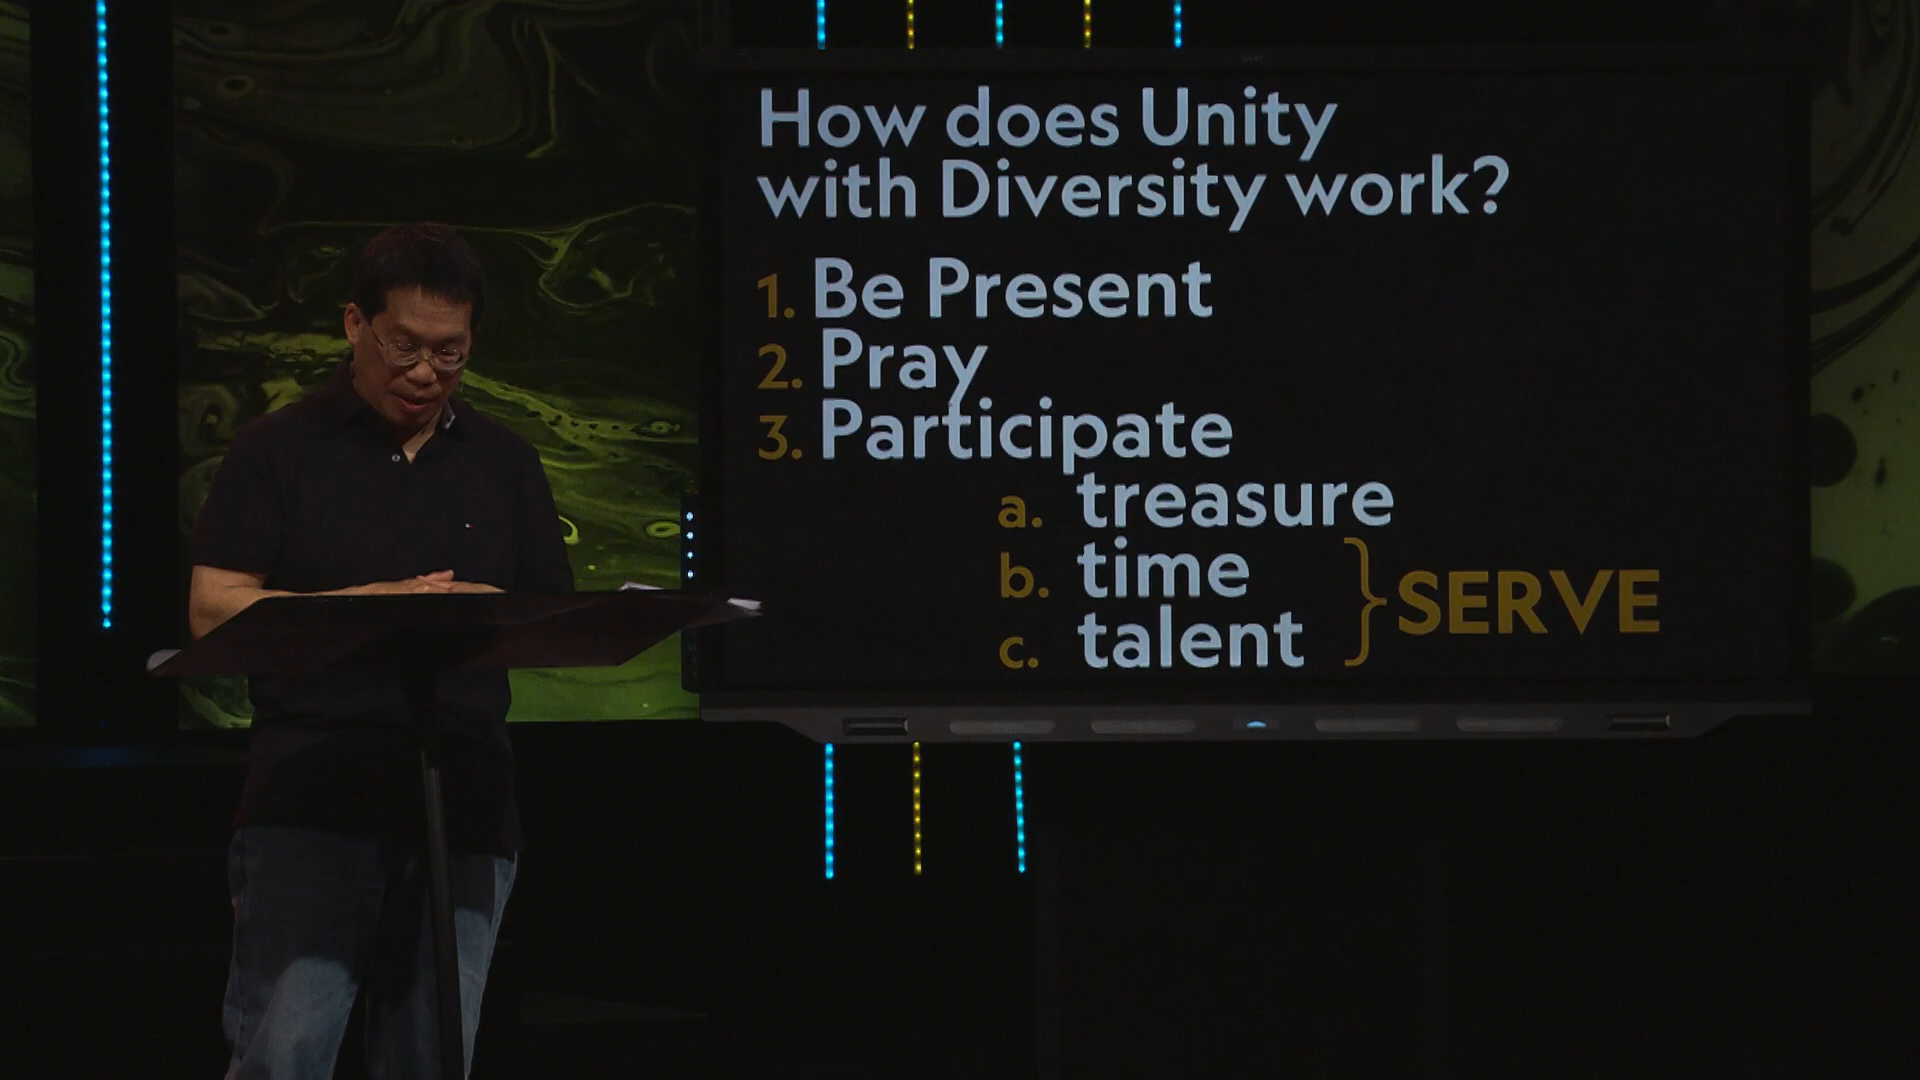 How does Unity
with Diversity work?
1. Be Present
2. Pray
3. Participate
a. treasure
b. time
c. talent
} SERVE